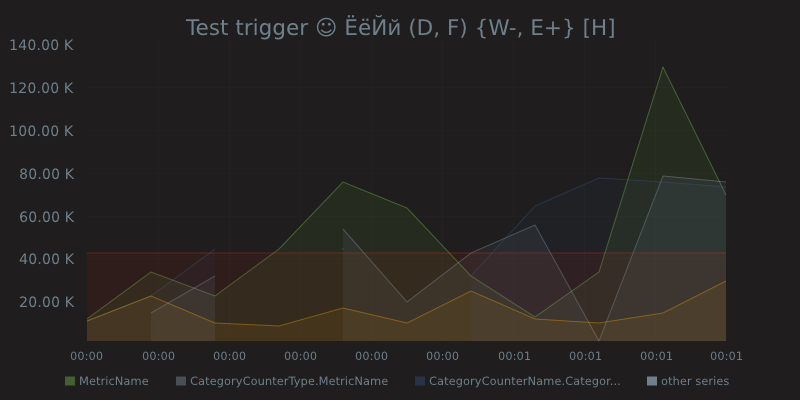 Test trigger ☺ ЁёЙй (D, F) {W-, E+} [H]
140.00 K
120.00 K
100.00 K
80.00 K
60.00 K
40.00 K
20.00 K
00:00 00:00 00:00 00:00 00:00 00:00 00:01 00:01 00:01 00:01
MetricName CategoryCounterType.MetricName CategoryCounterName.Categor... other series